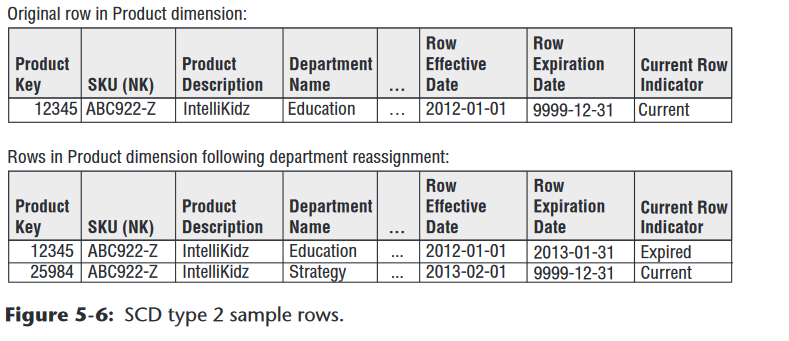 Original row in Product dimension:
Product Key | SKU (NK) | Product Description | Department Name | ... | Row Effective Date | Row Expiration Date | Current Row Indicator
12345 | ABC922-Z | IntelliKidz | Education | ... | 2012-01-01 | 9999-12-31 | Current
Rows in Product dimension following department reassignment:
Product Key | SKU (NK) | Product Description | Department Name | ... | Row Effective Date | Row Expiration Date | Current Row Indicator
12345 | ABC922-Z | IntelliKidz | Education | ... | 2012-01-01 | 2013-01-31 | Expired
25984 | ABC922-Z | IntelliKidz | Strategy | ... | 2013-02-01 | 9999-12-31 | Current
Figure 5-6: SCD type 2 sample rows.